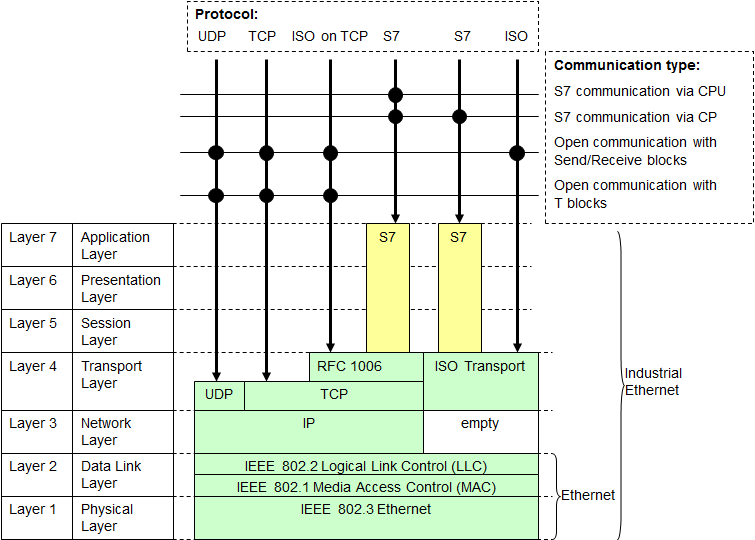 Protocol:
UDP TCP ISO on TCP S7 S7 ISO
Communication type:
S7 communication via CPU
S7 communication via CP
Open communication with
Send/Receive blocks
Open communication with
T blocks
Layer 7 Application
Layer
S7 S7
Layer 6 Presentation
Layer
Layer 5 Session
Layer
Layer 4 Transport
Layer
RFC 1006 ISO Transport
UDP TCP
Industrial
Ethernet
Layer 3 Network
Layer
IP empty
Layer 2 Data Link
Layer
IEEE 802.2 Logical Link Control (LLC)
IEEE 802.1 Media Access Control (MAC)
Ethernet
Layer 1 Physical
Layer
IEEE 802.3 Ethernet